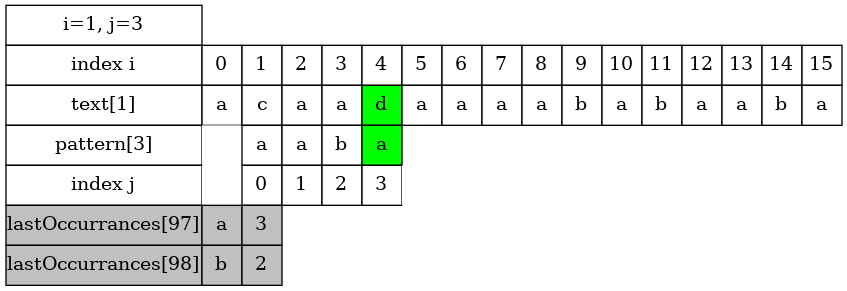 i=1, j=3
index i 0 1 2 3 4 5 6 7 8 9 10 11 12 13 14 15
text[1] a c a a d a a a a b a b a a b a
pattern[3] a a b a
index j 0 1 2 3
lastOccurrances[97] a 3
lastOccurrances[98] b 2